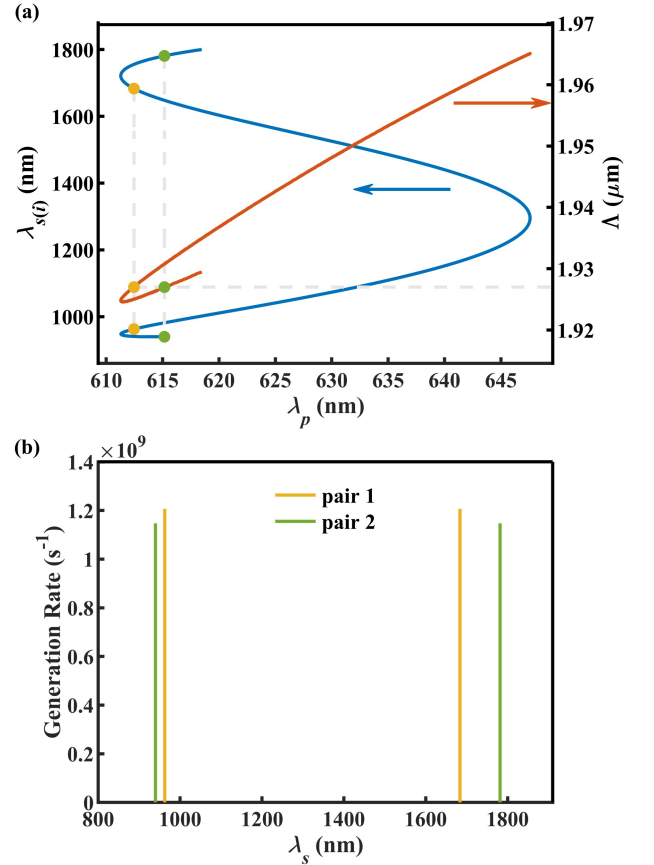 (a)
1800
1600
1400
1200
1000
λs(i) (nm)
1.97
1.96
1.95
1.94
1.93
1.92
Λ (μm)
610 615 620 625 630 635 640 645
λp (nm)
(b)
×10⁹
1.4
1.2
1
0.8
0.6
0.4
0.2
0
Generation Rate (s⁻¹)
pair 1
pair 2
800 1000 1200 1400 1600 1800
λs (nm)